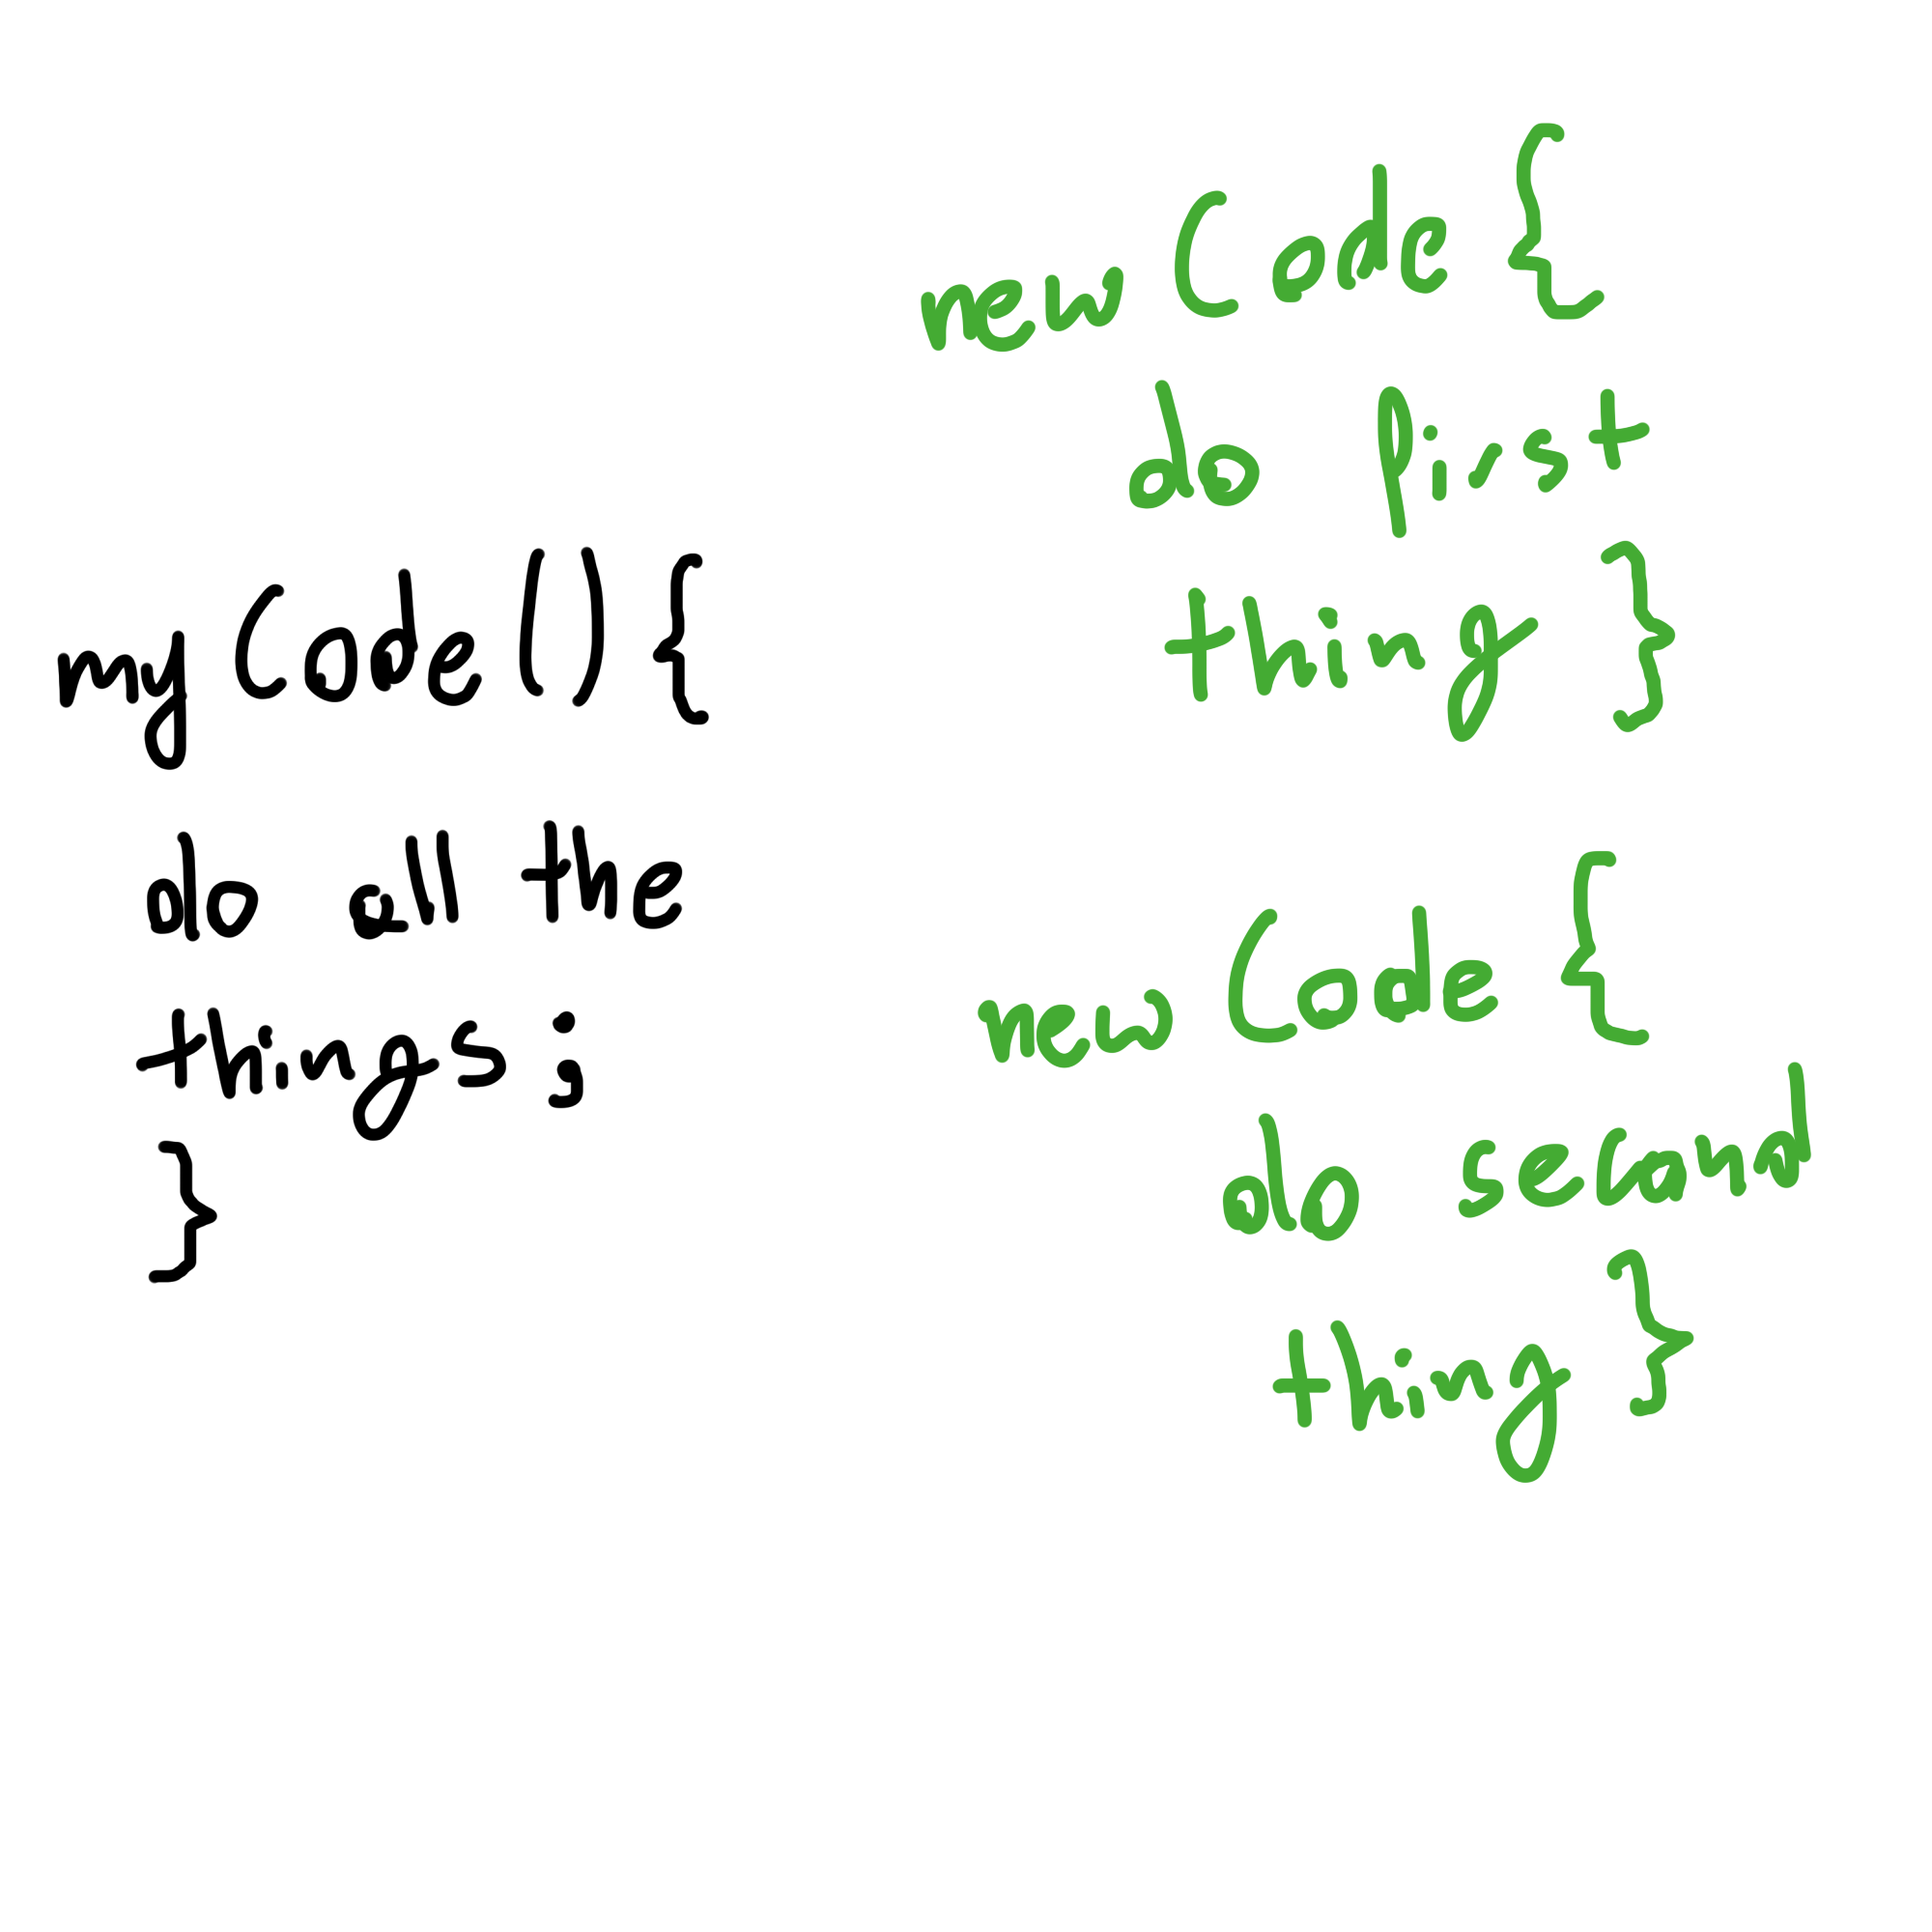 my Code(){
do all the
things;
}
new Code {
do first
thing }
new Code {
do second
thing }